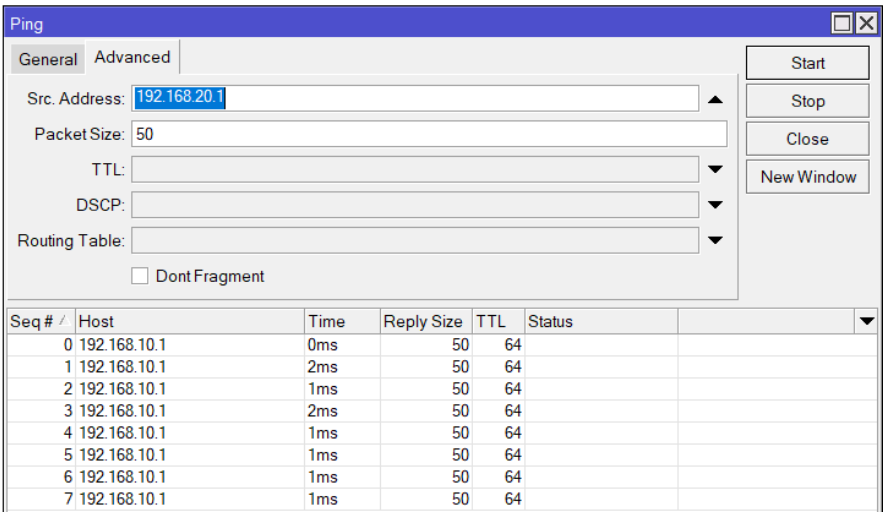 Ping
General Advanced
Start
Src. Address: 192.168.20.1
Stop
Packet Size: 50
Close
TTL:
New Window
DSCP:
Routing Table:
Dont Fragment
Seq # Host Time Reply Size TTL Status
0 192.168.10.1 0ms 50 64
1 192.168.10.1 2ms 50 64
2 192.168.10.1 1ms 50 64
3 192.168.10.1 2ms 50 64
4 192.168.10.1 1ms 50 64
5 192.168.10.1 1ms 50 64
6 192.168.10.1 1ms 50 64
7 192.168.10.1 1ms 50 64